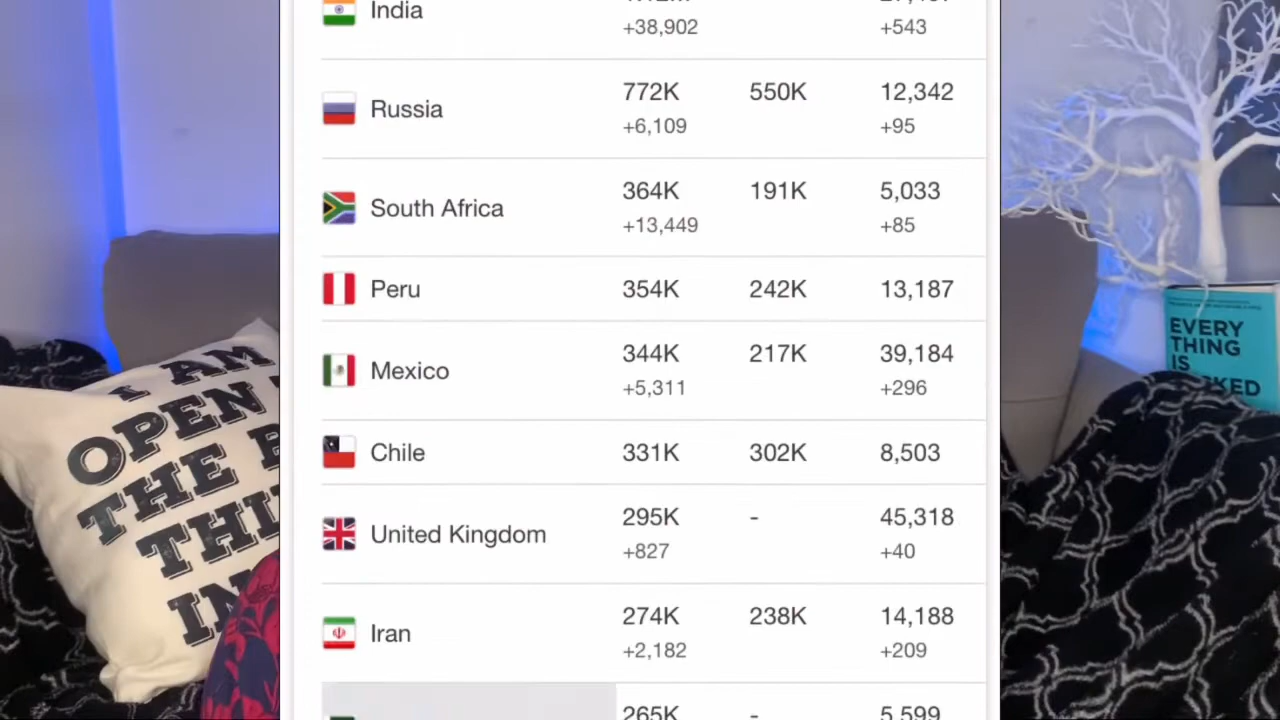 India
+38,902
+543
Russia
772K 550K 12,342
+6,109 +95
South Africa
364K 191K 5,033
+13,449 +85
Peru 354K 242K 13,187
Mexico
344K 217K 39,184
+5,311 +296
Chile 331K 302K 8,503
United Kingdom
295K - 45,318
+827 +40
Iran
274K 238K 14,188
+2,182 +209
265K - 5,599
I AM
OPEN
THE B
THI
IN
EVERY
THING
IS